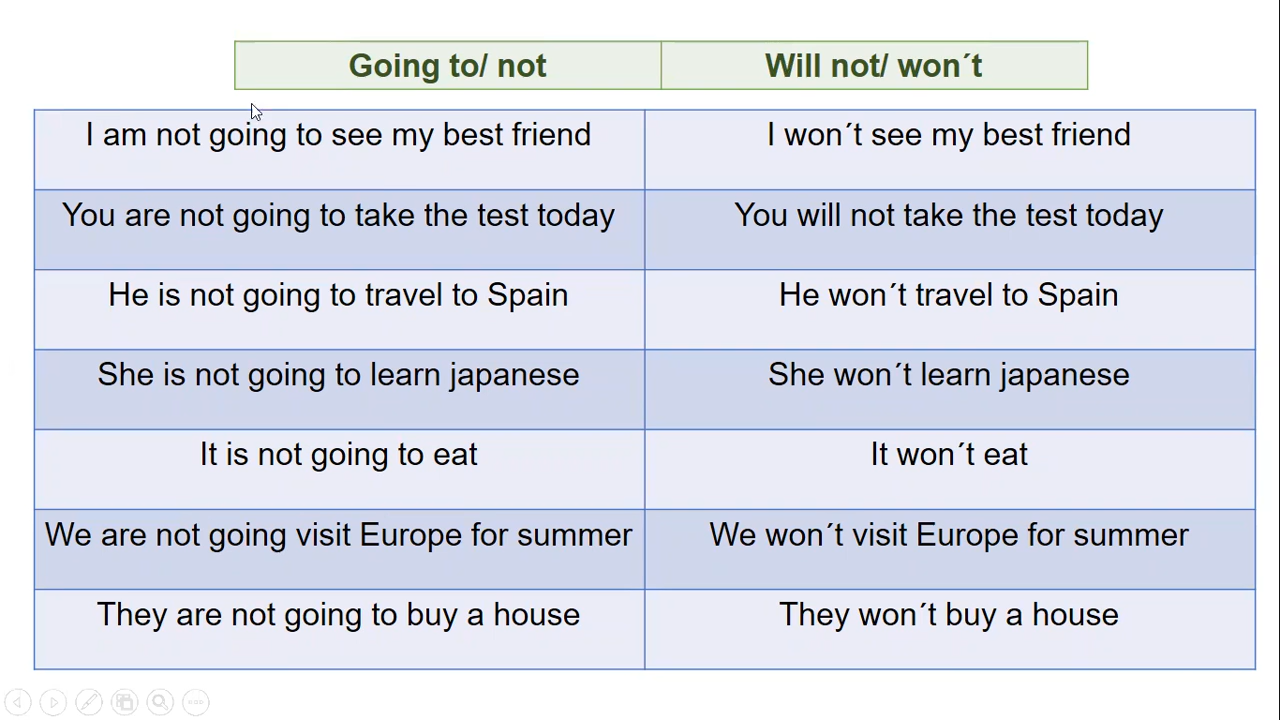 Going to/ not
Will not/ won´t
I am not going to see my best friend
I won´t see my best friend
You are not going to take the test today
You will not take the test today
He is not going to travel to Spain
He won´t travel to Spain
She is not going to learn japanese
She won´t learn japanese
It is not going to eat
It won´t eat
We are not going visit Europe for summer
We won´t visit Europe for summer
They are not going to buy a house
They won´t buy a house